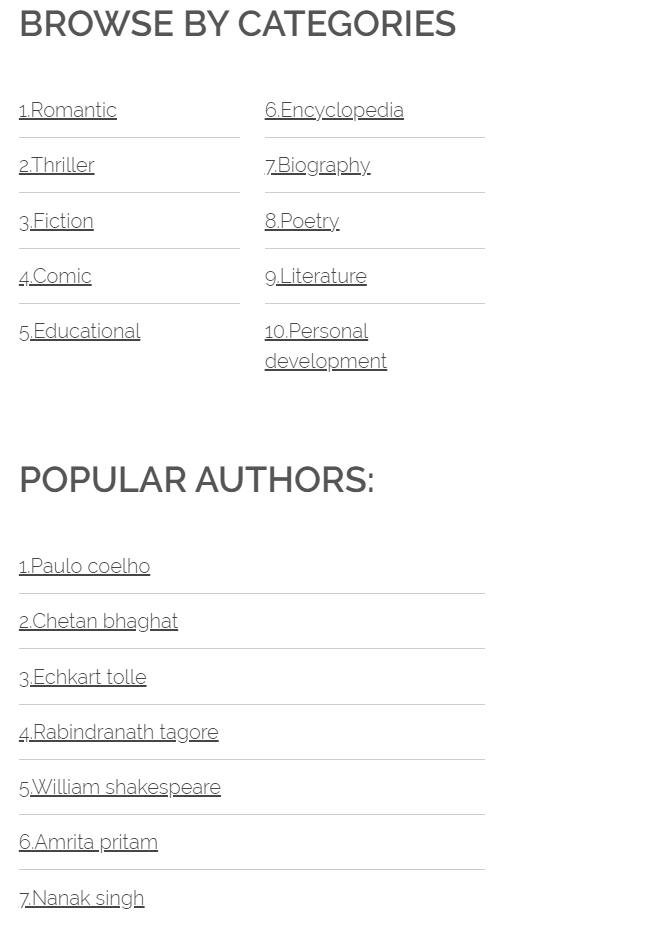 BROWSE BY CATEGORIES
1.Romantic
2.Thriller
3.Fiction
4.Comic
5.Educational
6.Encyclopedia
7.Biography
8.Poetry
9.Literature
10.Personal
development
POPULAR AUTHORS:
1.Paulo coelho
2.Chetan bhaghat
3.Echkart tolle
4.Rabindranath tagore
5.William shakespeare
6.Amrita pritam
7.Nanak singh